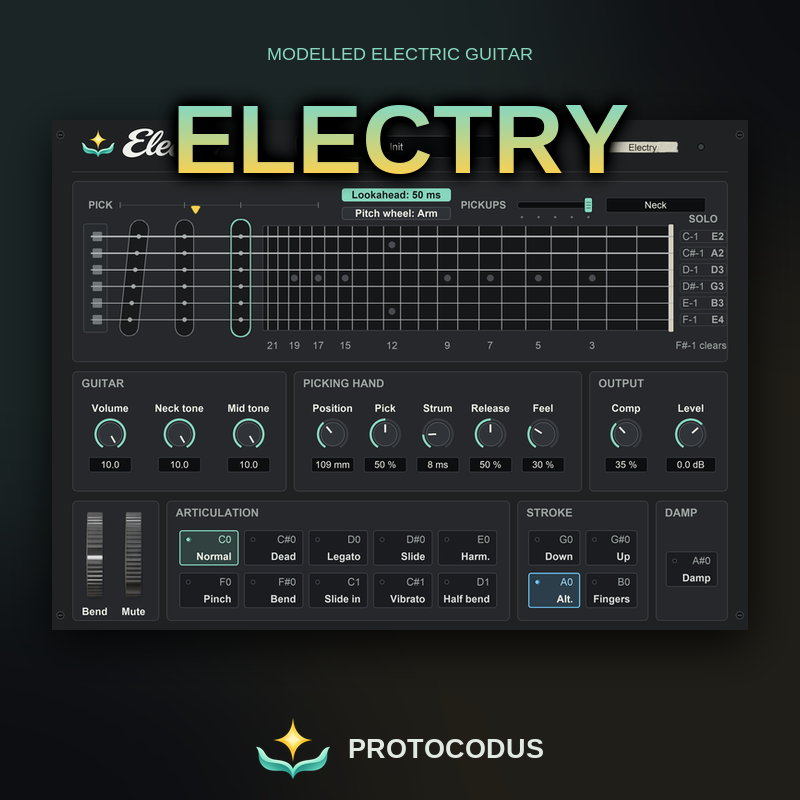 MODELLED ELECTRIC GUITAR
ELECTRY
Init
Electry
PICK
Lookahead: 50 ms
Pitch wheel: Arm
PICKUPS
Neck
SOLO
C-1 E2
C#-1 A2
D-1 D3
D#-1 G3
E-1 B3
F-1 E4
21 19 17 15 12 9 7 5 3
F#-1 clears
GUITAR
Volume Neck tone Mid tone
10.0 10.0 10.0
PICKING HAND
Position Pick Strum Release Feel
109 mm 50 % 8 ms 50 % 30 %
OUTPUT
Comp Level
35 % 0.0 dB
Bend Mute
ARTICULATION
C0 Normal
C#0 Dead
D0 Legato
D#0 Slide
E0 Harm.
F0 Pinch
F#0 Bend
C1 Slide in
C#1 Vibrato
D1 Half bend
STROKE
G0 Down
G#0 Up
A0 Alt.
B0 Fingers
DAMP
A#0 Damp
PROTOCODUS